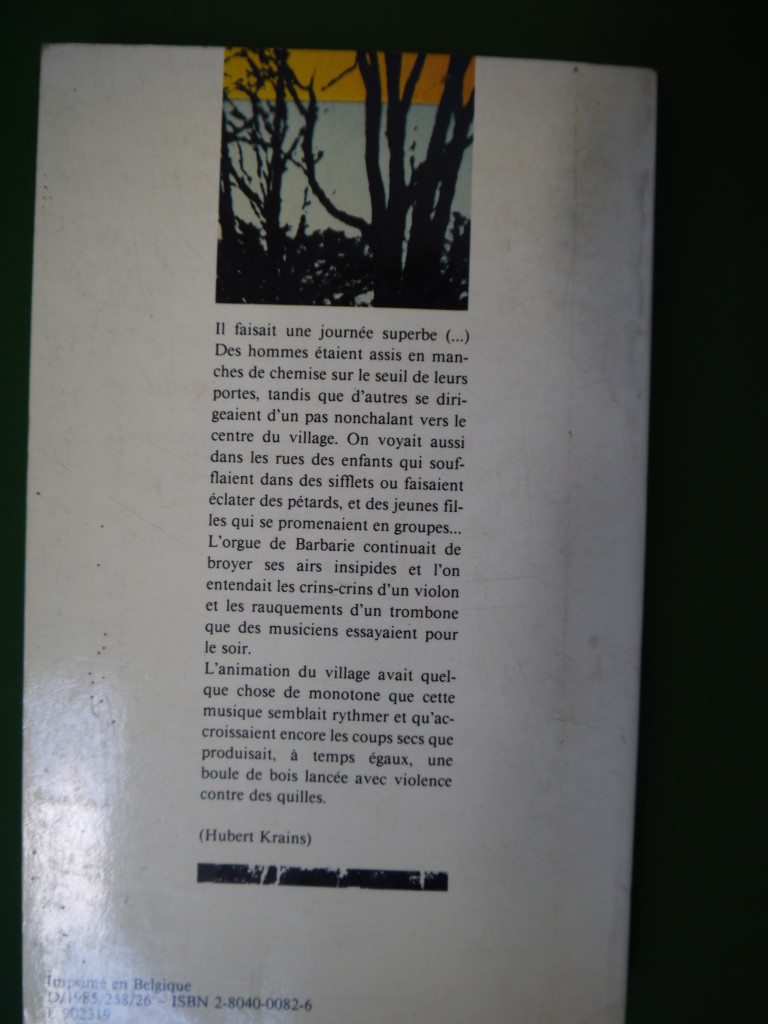 Il faisait une journée superbe (...)
Des hommes étaient assis en man-
ches de chemise sur le seuil de leurs
portes, tandis que d'autres se diri-
geaient d'un pas nonchalant vers le
centre du village. On voyait aussi
dans les rues des enfants qui souf-
flaient dans des sifflets ou faisaient
éclater des pétards, et des jeunes fil-
les qui se promenaient en groupes...
L'orgue de Barbarie continuait de
broyer ses airs insipides et l'on
entendait les crins-crins d'un violon
et les rauquements d'un trombone
que des musiciens essayaient pour
le soir.
L'animation du village avait quel-
que chose de monotone que cette
musique semblait rythmer et qu'ac-
croissaient encore les coups secs que
produisait, à temps égaux, une
boule de bois lancée avec violence
contre des quilles.
(Hubert Krains)
Imprimé en Belgique
D/1985/258/26 - ISBN 2-8040-0082-6
902319